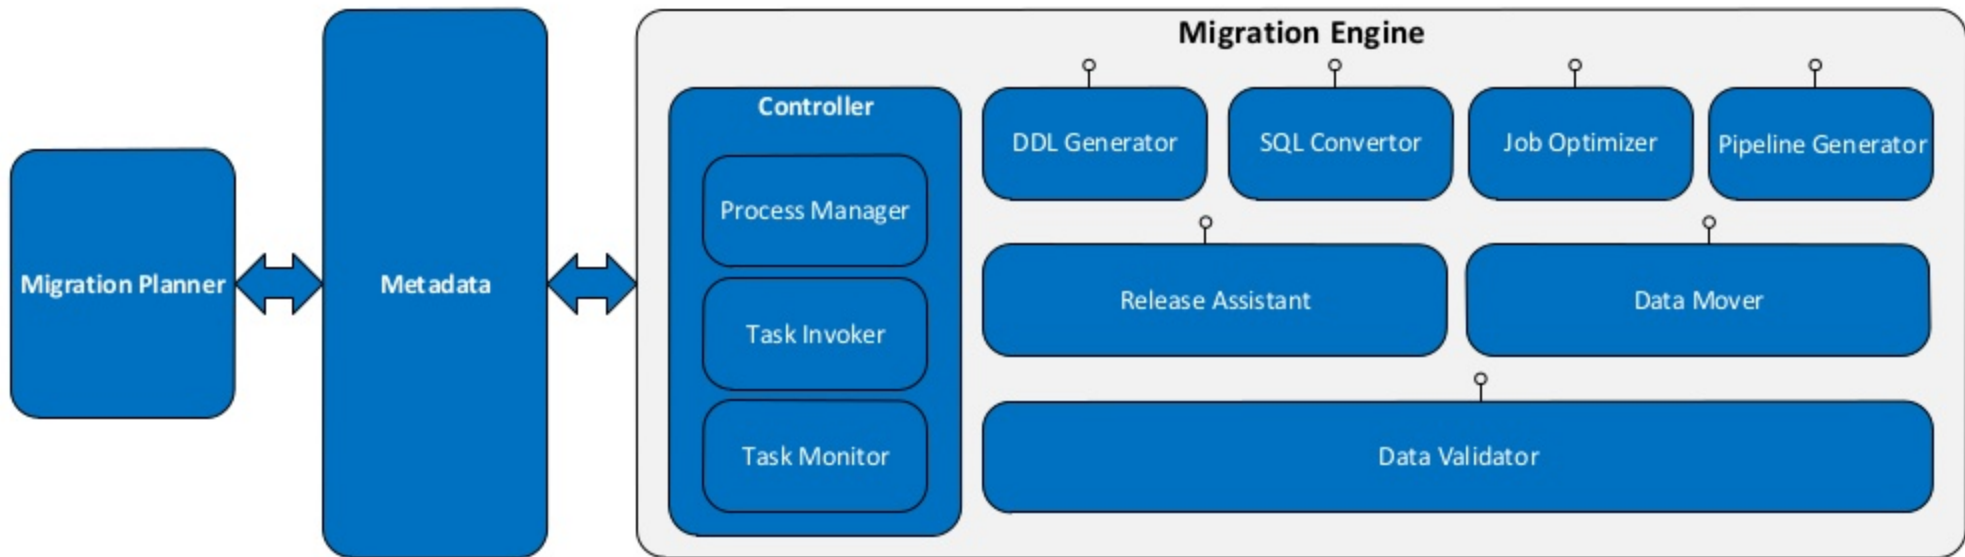 Migration Planner
Metadata
Migration Engine
Controller
Process Manager
Task Invoker
Task Monitor
DDL Generator
SQL Convertor
Job Optimizer
Pipeline Generator
Release Assistant
Data Mover
Data Validator